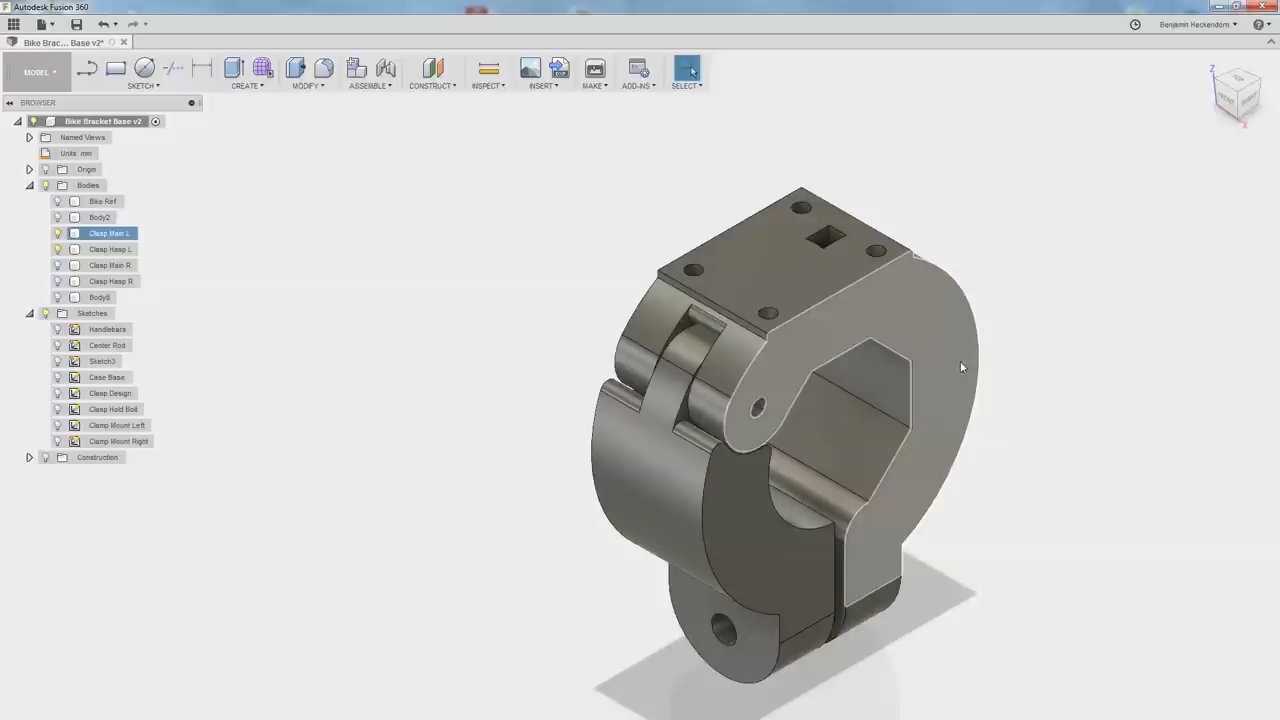 Autodesk Fusion 360
Benjamin Heckendorn
Bike Brac... Base v2*
MODEL
SKETCH CREATE MODIFY ASSEMBLE CONSTRUCT INSPECT INSERT MAKE ADD-INS SELECT
BROWSER
Bike Bracket Base v2
Named Views
Units: mm
Origin
Bodies
Bike Ref
Body2
Clasp Main L
Clasp Hasp L
Clasp Main R
Clasp Hasp R
Body8
Sketches
Handlebars
Center Rod
Sketch3
Case Base
Clasp Design
Clasp Hold Bolt
Clamp Mount Left
Clamp Mount Right
Construction
Z
TOP
FRONT
RIGHT
X